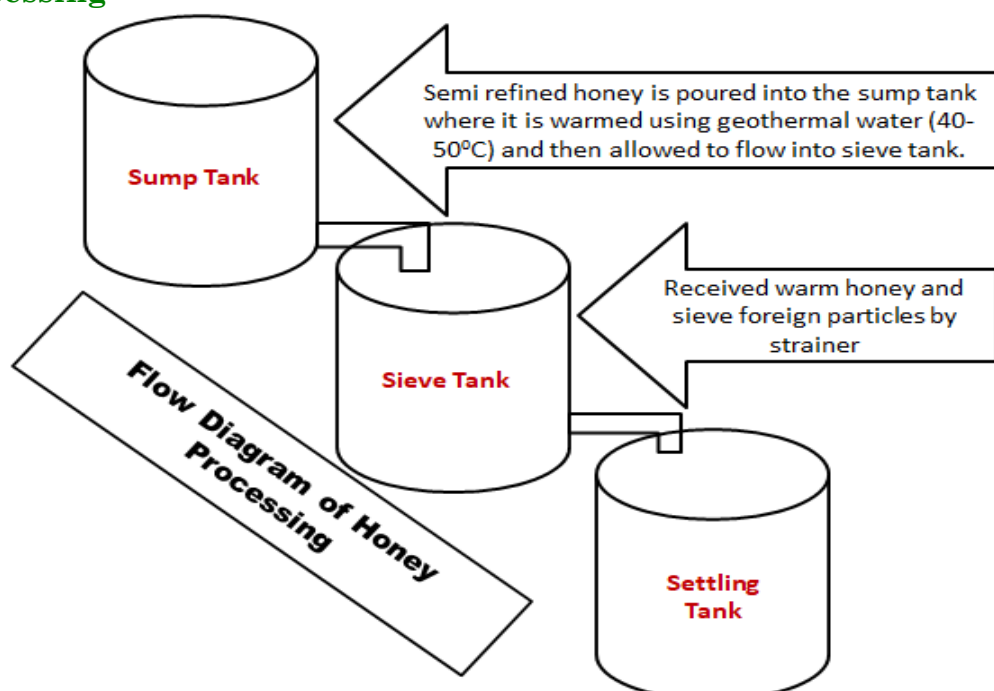 Semi refined honey is poured into the sump tank
where it is warmed using geothermal water (40-
50⁰C) and then allowed to flow into sieve tank.
Sump Tank
Received warm honey and
sieve foreign particles by
strainer
Sieve Tank
Flow Diagram of Honey
Processing
Settling
Tank